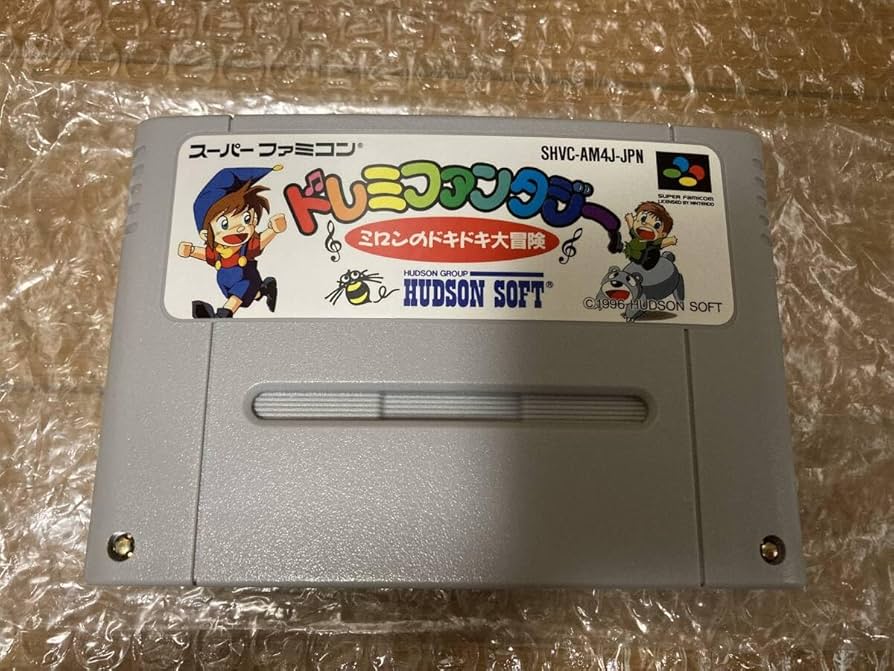 スーパーファミコン®
SHVC-AM4J-JPN
ドレミファンタジー
SUPER FAMICOM
LICENSED BY NINTENDO
ミロンのドキドキ大冒険
HUDSON GROUP
HUDSON SOFT®
©1996 HUDSON SOFT